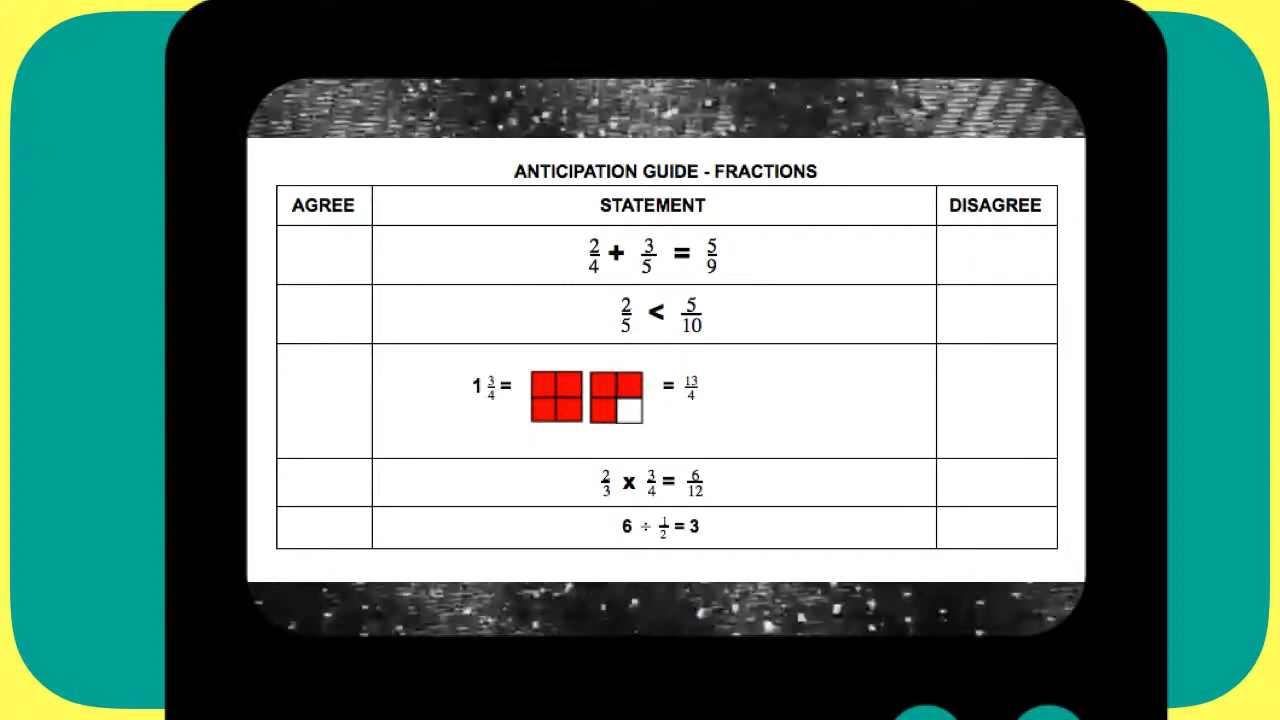 ANTICIPATION GUIDE - FRACTIONS
AGREE STATEMENT DISAGREE
2/4 + 3/5 = 5/9
2/5 < 5/10
1 3/4 = = 13/4
2/3 x 3/4 = 6/12
6 ÷ 1/2 = 3